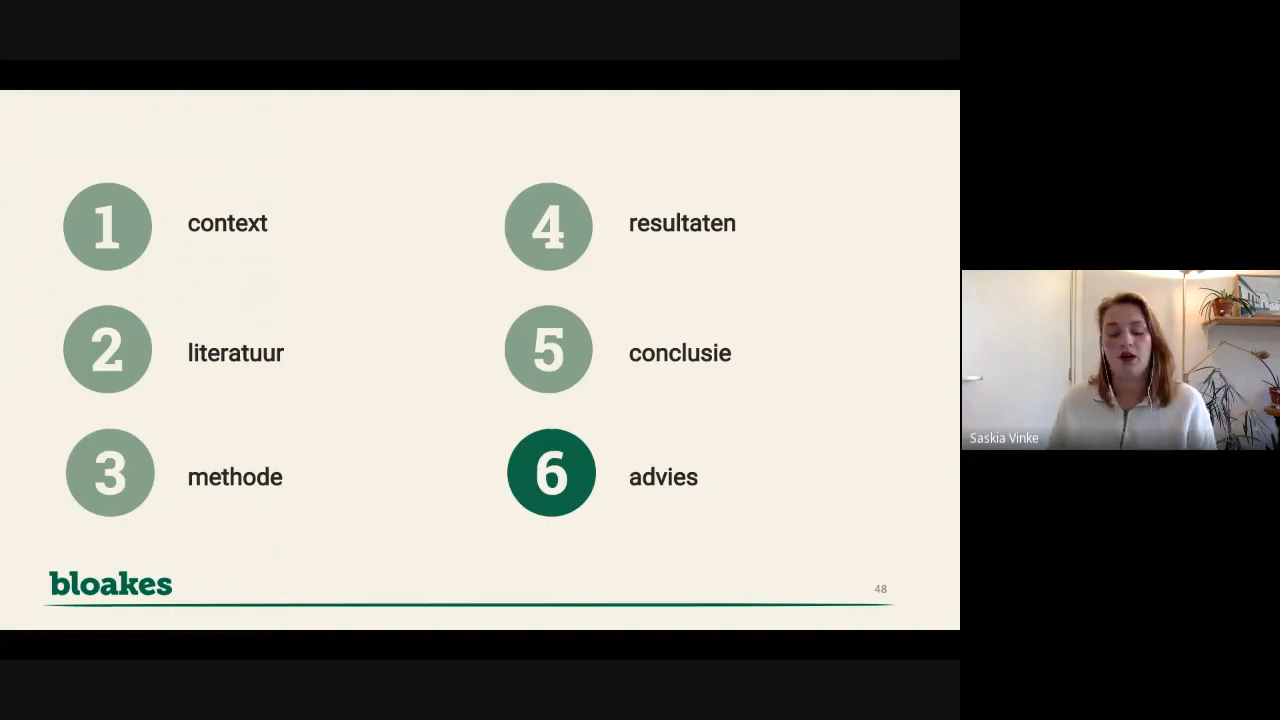 1 context
2 literatuur
3 methode
4 resultaten
5 conclusie
6 advies
bloakes
48
Saskia Vinke